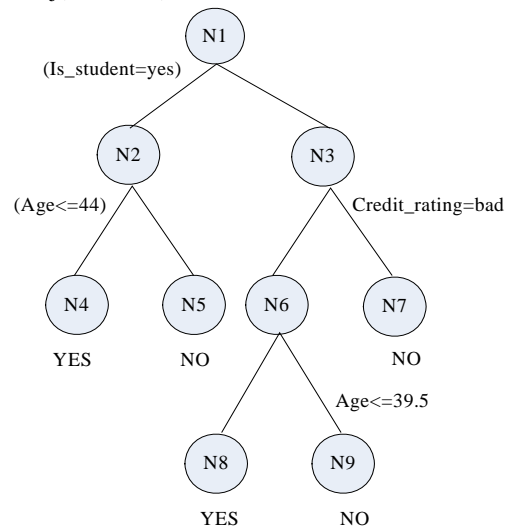 N1
(Is_student=yes)
N2
N3
(Age<=44)
Credit_rating=bad
N4
N5
N6
N7
YES
NO
NO
Age<=39.5
N8
N9
YES
NO